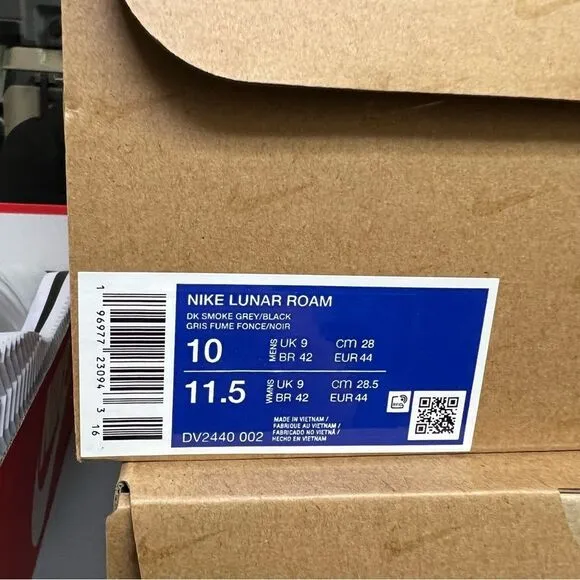 NIKE LUNAR ROAM
DK SMOKE GREY/BLACK
GRIS FUME FONCE/NOIR
10 MENS UK 9 CM 28
BR 42 EUR 44
11.5 WMNS UK 9 CM 28.5
BR 42 EUR 44
MADE IN VIETNAM /
FABRIQUE AU VIETNAM /
FABRICADO NO VIETNÃ /
HECHO EN VIETNAM
DV2440 002
RFID
1 96977 23094 3 16